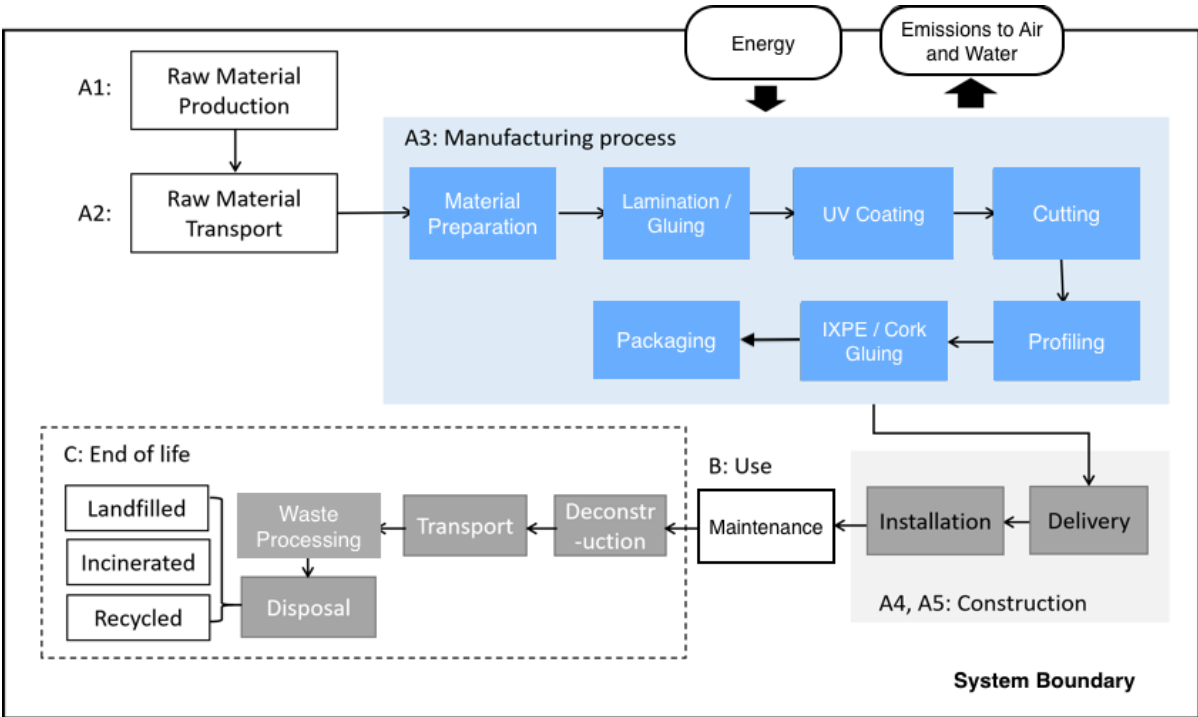 Energy
Emissions to Air
and Water
A1:
Raw Material
Production
A2:
Raw Material
Transport
A3: Manufacturing process
Material
Preparation
Lamination /
Gluing
UV Coating
Cutting
Profiling
IXPE / Cork
Gluing
Packaging
A4, A5: Construction
Delivery
Installation
B: Use
Maintenance
C: End of life
Deconstr
-uction
Transport
Waste
Processing
Disposal
Landfilled
Incinerated
Recycled
System Boundary